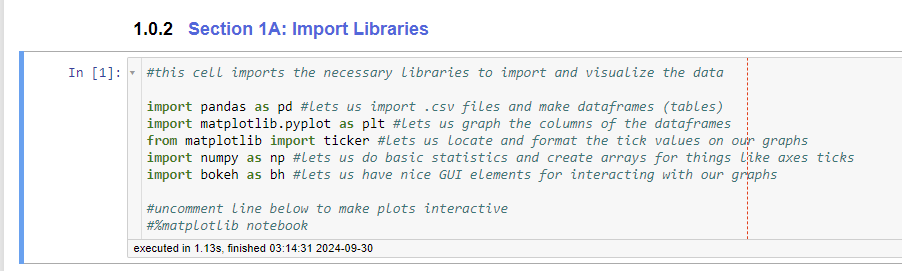 1.0.2 Section 1A: Import Libraries
In [1]: #this cell imports the necessary libraries to import and visualize the data
import pandas as pd #lets us import .csv files and make dataframes (tables)
import matplotlib.pyplot as plt #lets us graph the columns of the dataframes
from matplotlib import ticker #lets us locate and format the tick values on our graphs
import numpy as np #lets us do basic statistics and create arrays for things like axes ticks
import bokeh as bh #lets us have nice GUI elements for interacting with our graphs
#uncomment line below to make plots interactive
#%matplotlib notebook
executed in 1.13s, finished 03:14:31 2024-09-30